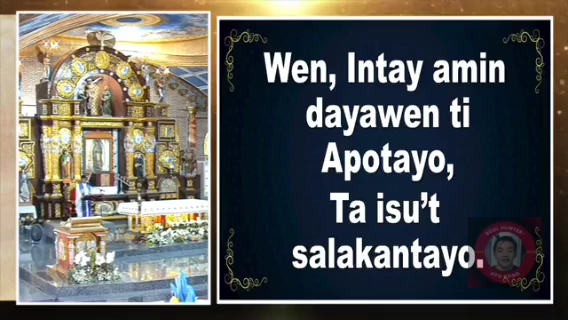 Wen, Intay amin
dayawen ti
Apotayo,
Ta isu't
salakantayo.